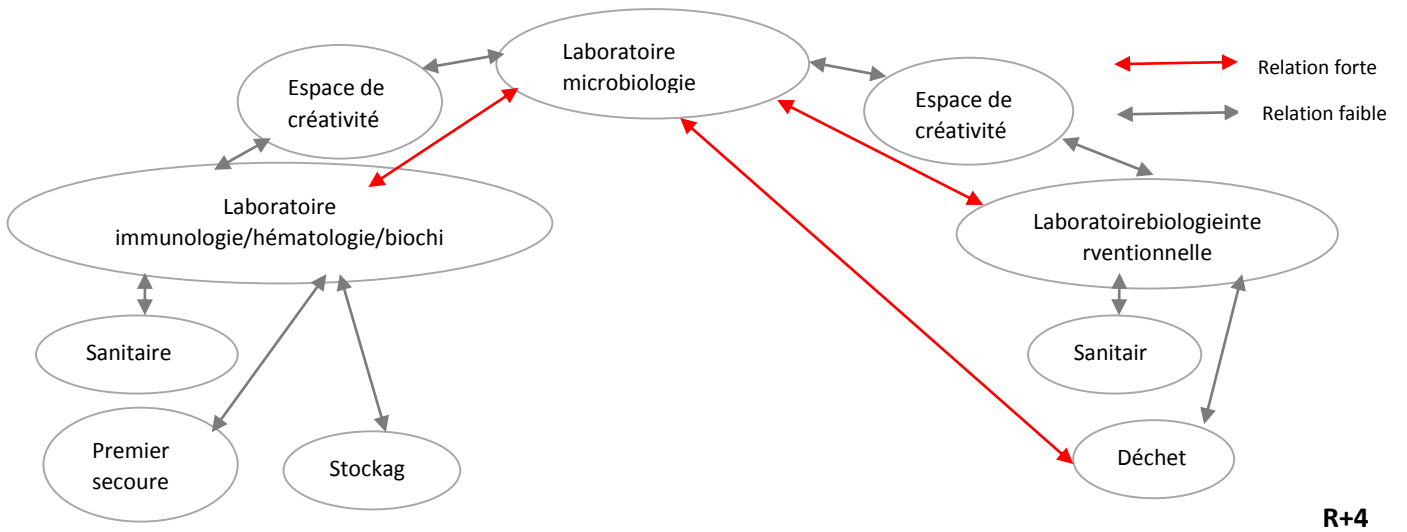 Laboratoire
microbiologie
Espace de
créativité
Espace de
créativité
Relation forte
Relation faible
Laboratoire
immunologie/hématologie/biochi
Laboratoirebiologieinte
rventionnelle
Sanitaire
Sanitair
Premier
secoure
Stockag
Déchet
R+4